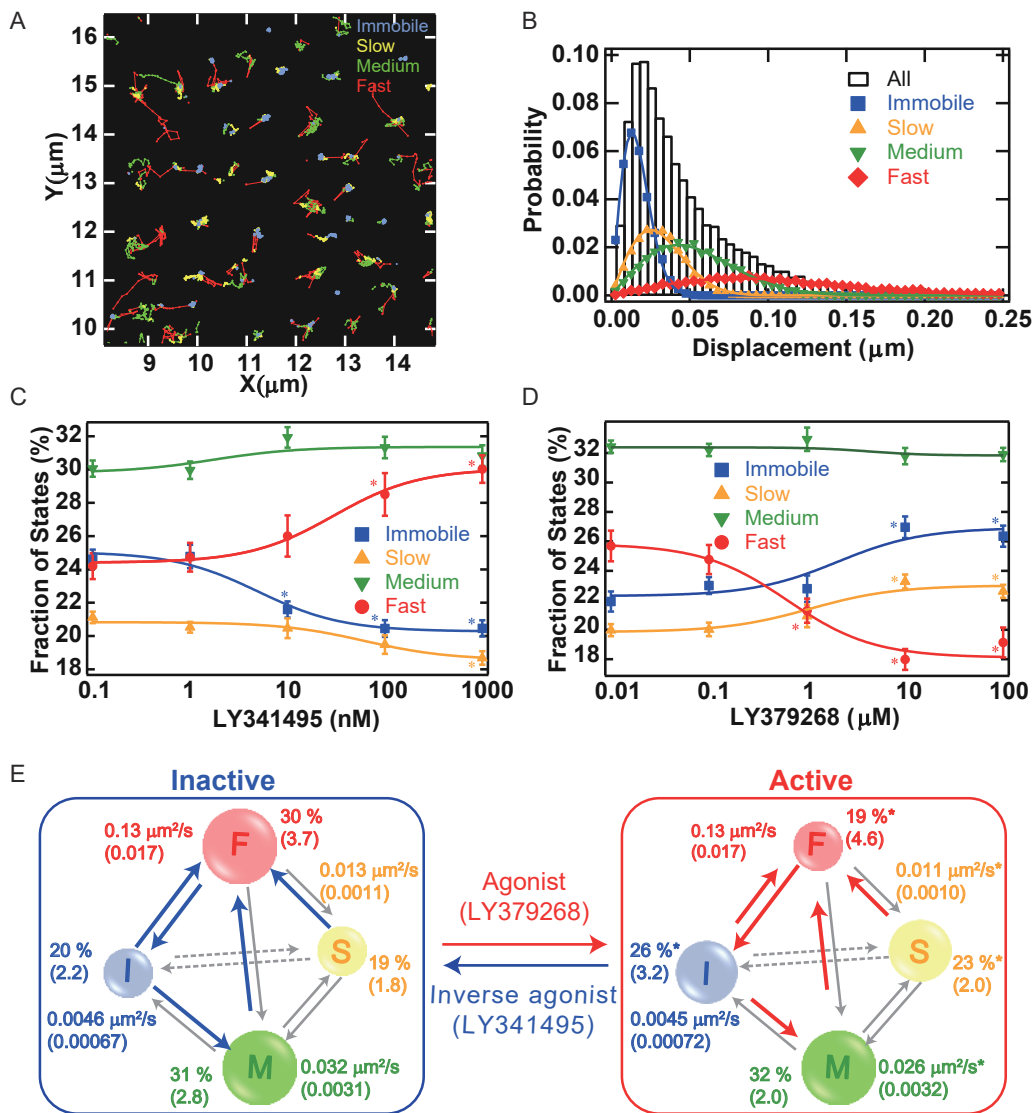 A
Immobile
Slow
Medium
Fast
16
15
14
13
12
11
10
Y(μm)
9 10 11 12 13 14
X(μm)
B
0.10
0.08
0.06
0.04
0.02
0.00
Probability
All
Immobile
Slow
Medium
Fast
0.00 0.05 0.10 0.15 0.20 0.25
Displacement (μm)
C
32
30
28
26
24
22
20
18
Fraction of States (%)
Immobile
Slow
Medium
Fast
*
*
*
*
*
*
0.1 1 10 100 1000
LY341495 (nM)
D
32
30
28
26
24
22
20
18
Fraction of States (%)
Immobile
Slow
Medium
Fast
*
*
*
*
*
*
*
0.01 0.1 1 10 100
LY379268 (μM)
E
Inactive
0.13 μm²/s
(0.017)
F
30 %
(3.7)
0.013 μm²/s
(0.0011)
20 %
(2.2)
I
S
19 %
(1.8)
0.0046 μm²/s
(0.00067)
31 %
(2.8)
M
0.032 μm²/s
(0.0031)
Agonist
(LY379268)
Inverse agonist
(LY341495)
Active
0.13 μm²/s
(0.017)
F
19 %*
(4.6)
0.011 μm²/s*
(0.0010)
26 %*
(3.2)
I
S
23 %*
(2.0)
0.0045 μm²/s
(0.00072)
32 %
(2.0)
M
0.026 μm²/s*
(0.0032)